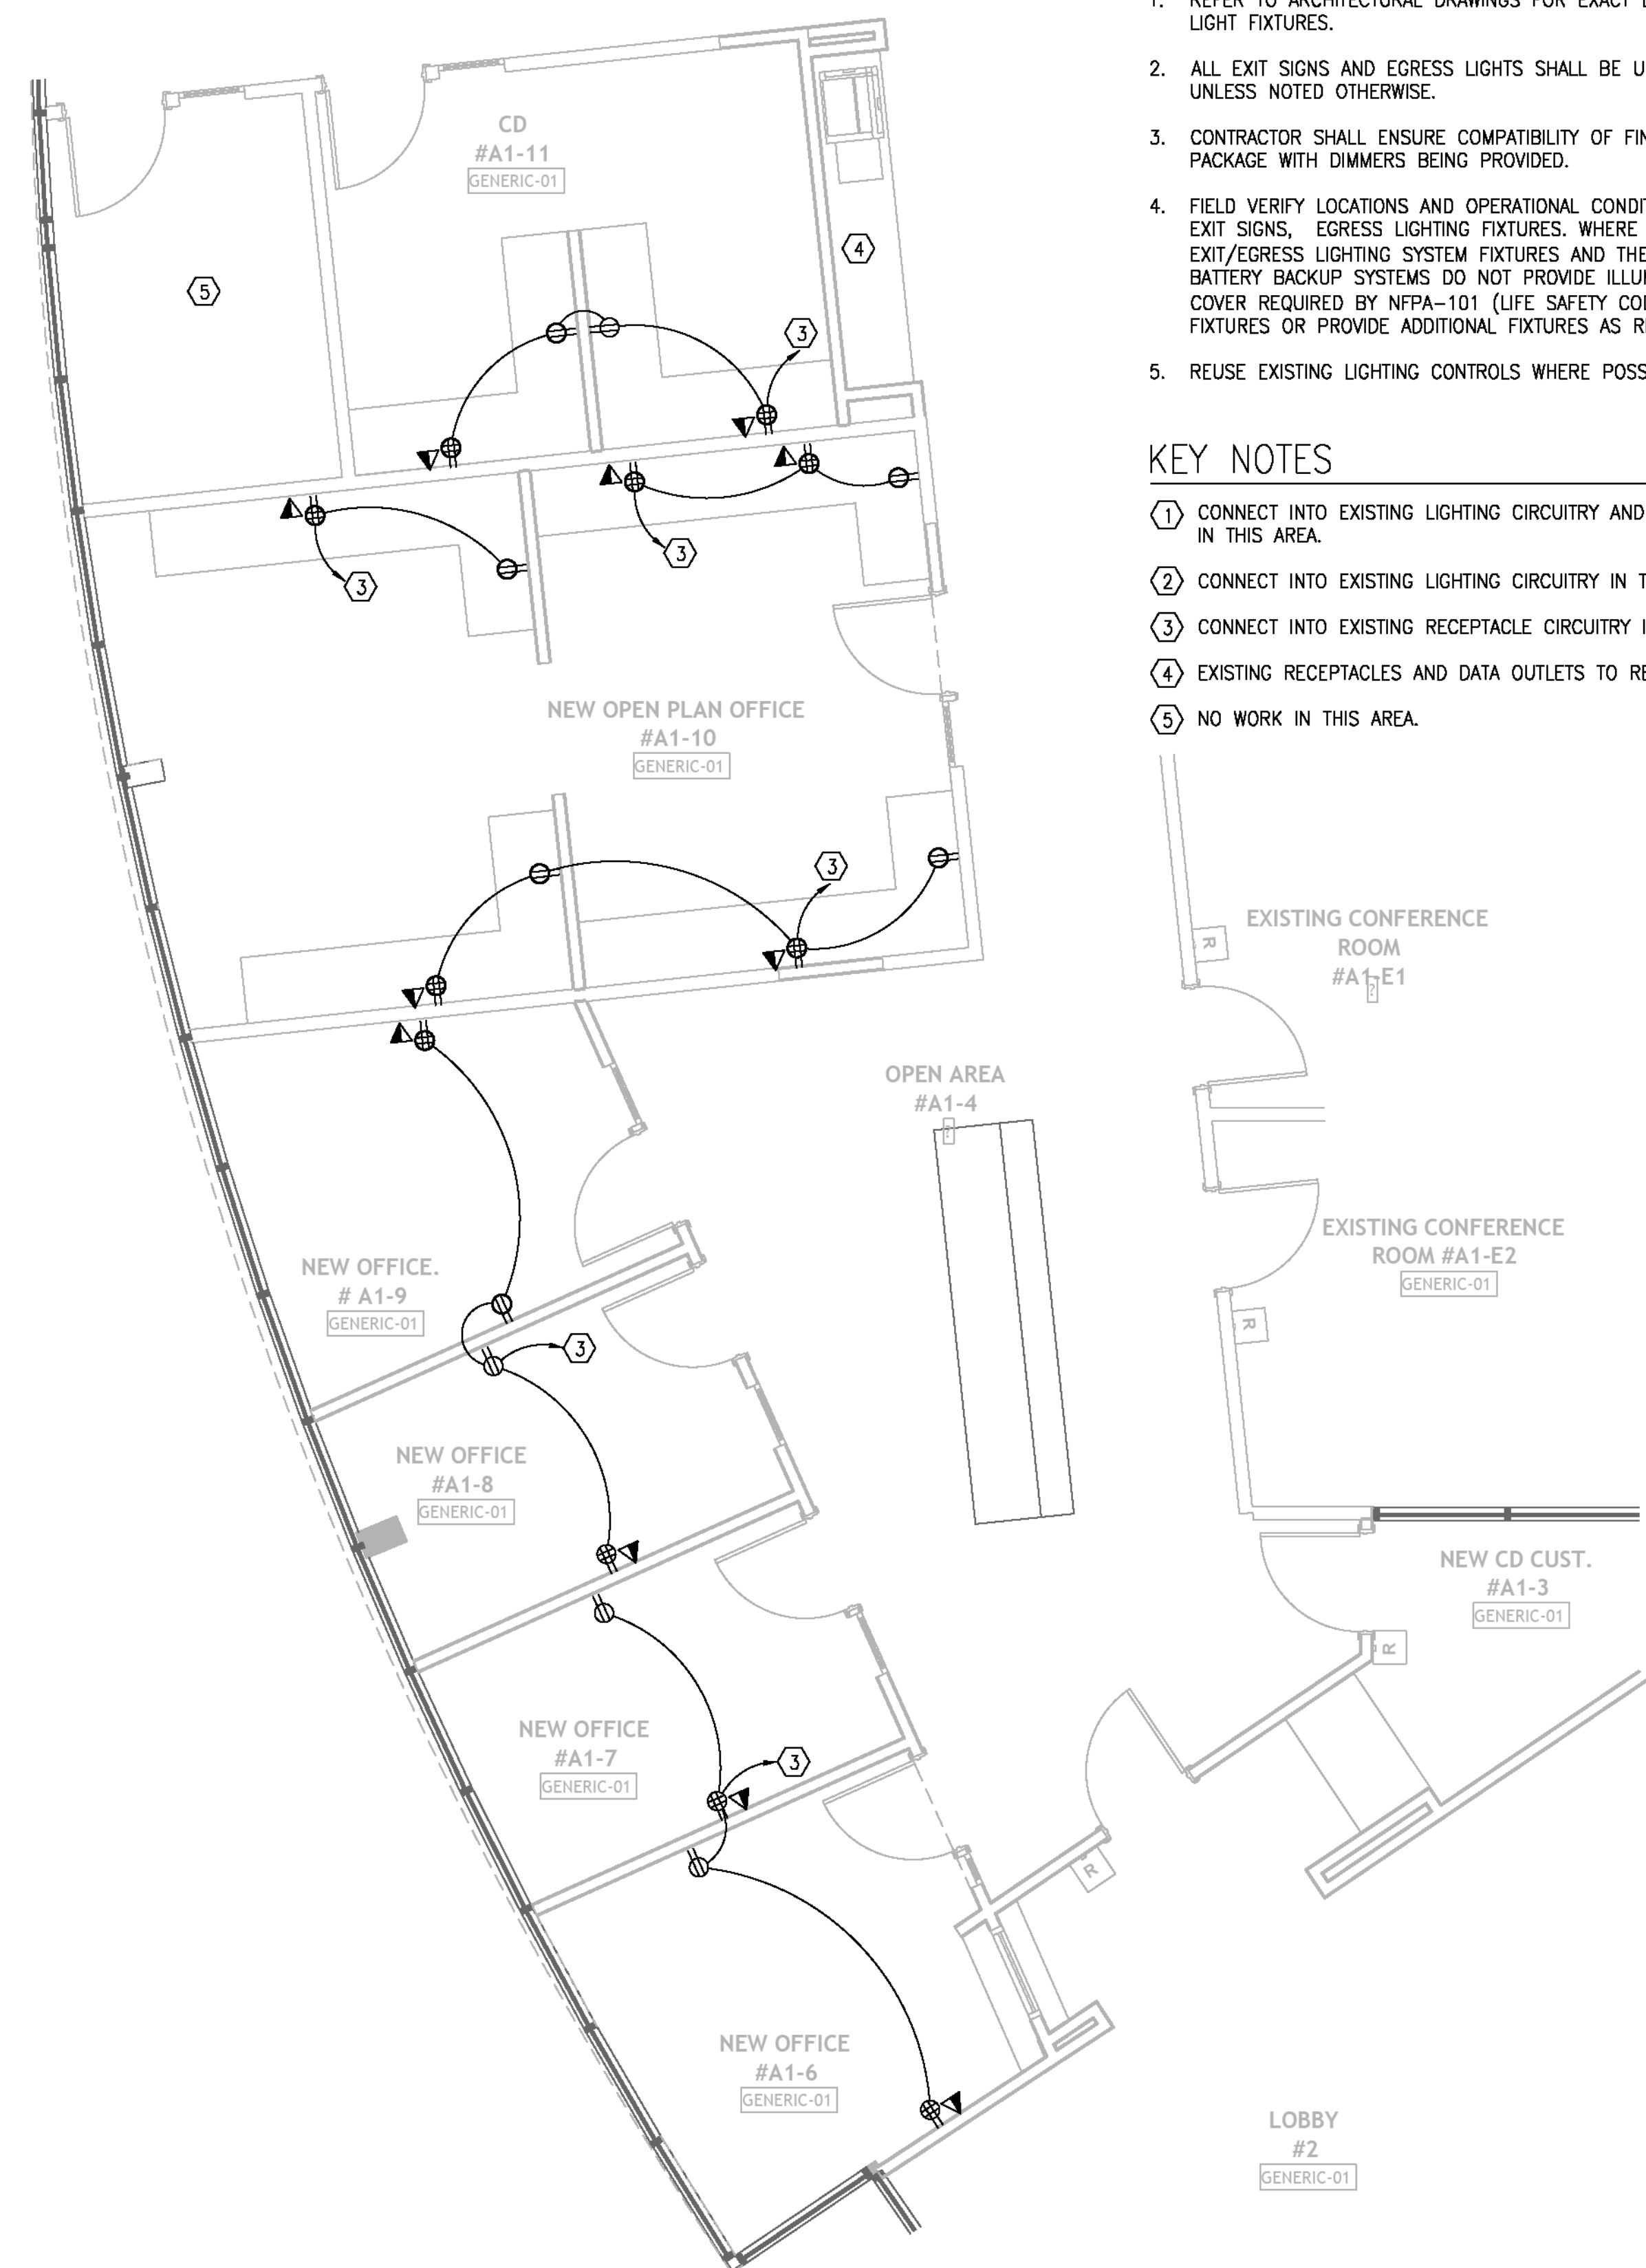 1. REFER TO ARCHITECTURAL DRAWINGS FOR EXACT
LIGHT FIXTURES.
2. ALL EXIT SIGNS AND EGRESS LIGHTS SHALL BE
UNLESS NOTED OTHERWISE.
3. CONTRACTOR SHALL ENSURE COMPATIBILITY OF
PACKAGE WITH DIMMERS BEING PROVIDED.
4. FIELD VERIFY LOCATIONS AND OPERATIONAL
EXIT SIGNS, EGRESS LIGHTING FIXTURES. WHERE
EXIT/EGRESS LIGHTING SYSTEM FIXTURES AND THE
BATTERY BACKUP SYSTEMS DO NOT PROVIDE
COVER REQUIRED BY NFPA-101 (LIFE SAFETY
FIXTURES OR PROVIDE ADDITIONAL FIXTURES AS
5. REUSE EXISTING LIGHTING CONTROLS WHERE
KEY NOTES
1 CONNECT INTO EXISTING LIGHTING CIRCUITRY AND
IN THIS AREA.
2 CONNECT INTO EXISTING LIGHTING CIRCUITRY IN
3 CONNECT INTO EXISTING RECEPTACLE CIRCUITRY
4 EXISTING RECEPTACLES AND DATA OUTLETS TO
5 NO WORK IN THIS AREA.
CD
#A1-11
GENERIC-01
4
5
3
3
3
NEW OPEN PLAN OFFICE
#A1-10
GENERIC-01
3
EXISTING CONFERENCE
ROOM
#A1-E1
?
R
OPEN AREA
#A1-4
?
EXISTING CONFERENCE
ROOM #A1-E2
GENERIC-01
R
NEW OFFICE.
# A1-9
GENERIC-01
3
NEW OFFICE
#A1-8
GENERIC-01
NEW CD CUST.
#A1-3
GENERIC-01
R
NEW OFFICE
#A1-7
GENERIC-01
3
R
NEW OFFICE
#A1-6
GENERIC-01
LOBBY
#2
GENERIC-01